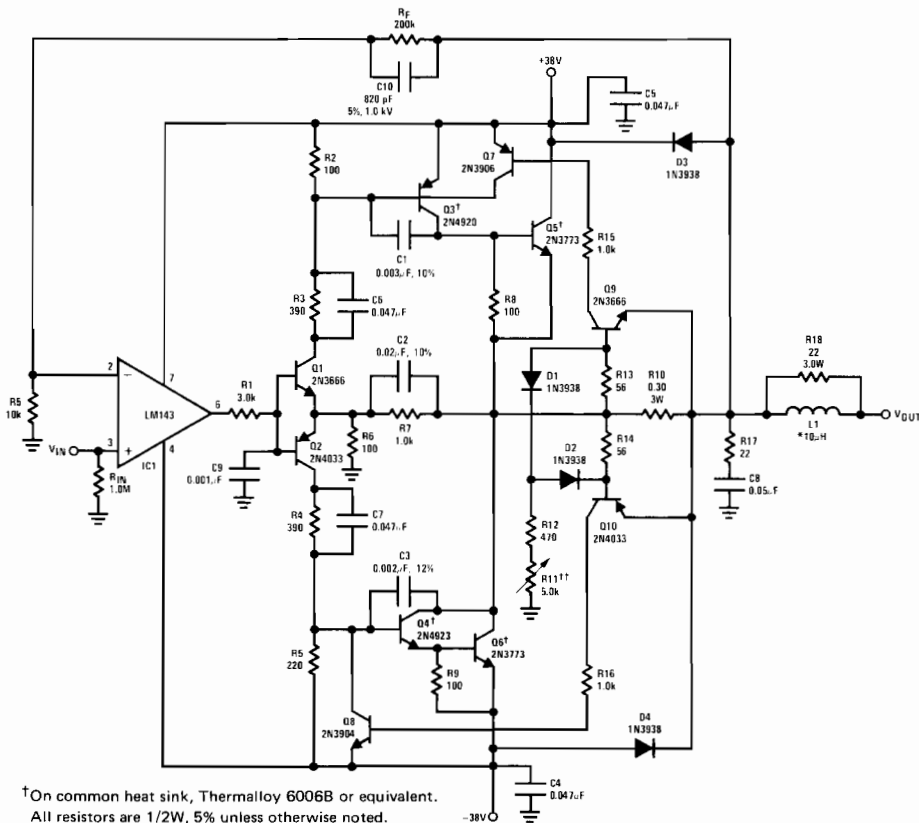 RF
200k
C10
820 pF
5%, 1.0 kV
+38V
C5
0.047µF
R2
100
Q7
2N3906
D3
1N3938
Q3†
2N4920
Q5†
2N3773
C1
0.003µF, 10%
R15
1.0k
R3
390
C6
0.047µF
R8
100
Q9
2N3666
C2
0.02µF, 10%
Q1
2N3666
D1
1N3938
R13
56
R10
0.30
3W
R18
22
3.0W
2
7
LM143
6
R1
3.0k
R7
1.0k
L1
*10µH
VOUT
R5
10k
VIN
3
4
IC1
RIN
1.0M
Q2
2N4033
R6
100
D2
1N3938
R14
56
R17
22
C9
0.001µF
C8
0.05µF
R4
390
C7
0.047µF
Q10
2N4033
R12
470
C3
0.002µF, 12%
R11††
5.0k
Q4†
2N4923
Q6†
2N3773
R5
220
R9
100
R16
1.0k
Q8
2N3904
D4
1N3938
C4
0.047µF
-38V
†On common heat sink, Thermalloy 6006B or equivalent.
All resistors are 1/2W, 5% unless otherwise noted.